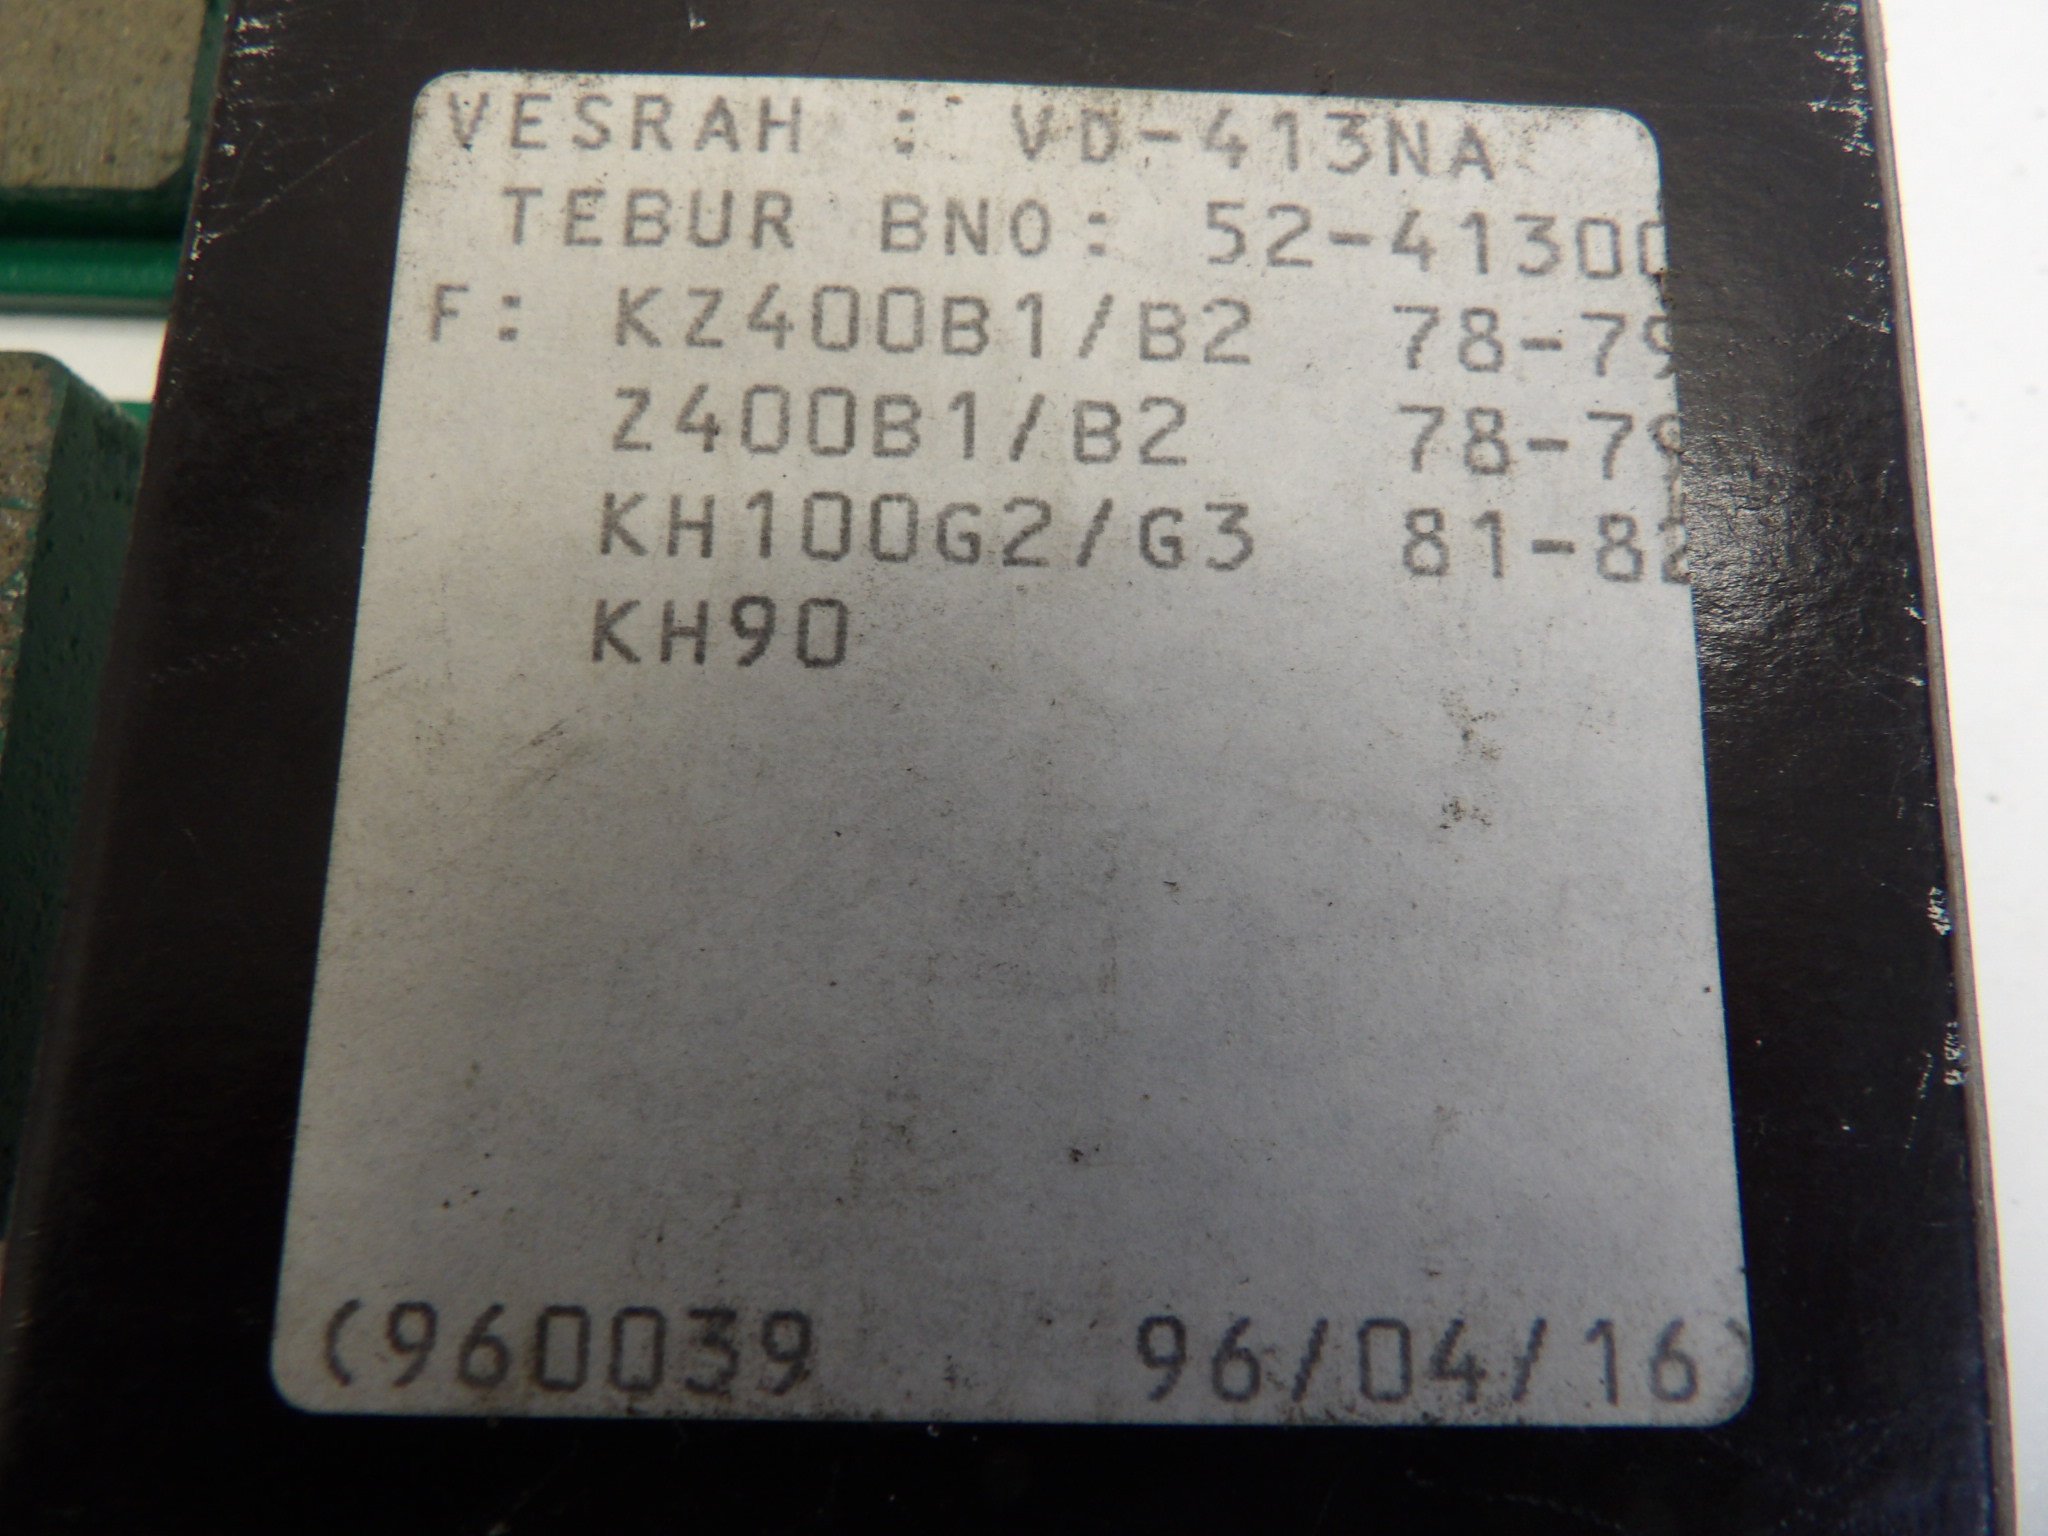 VESRAH : VD-413NA
TEBUR BNO: 52-41300
F: KZ400B1/B2 78-79
Z400B1/B2 78-79
KH100G2/G3 81-82
KH90
(960039 96/04/16)